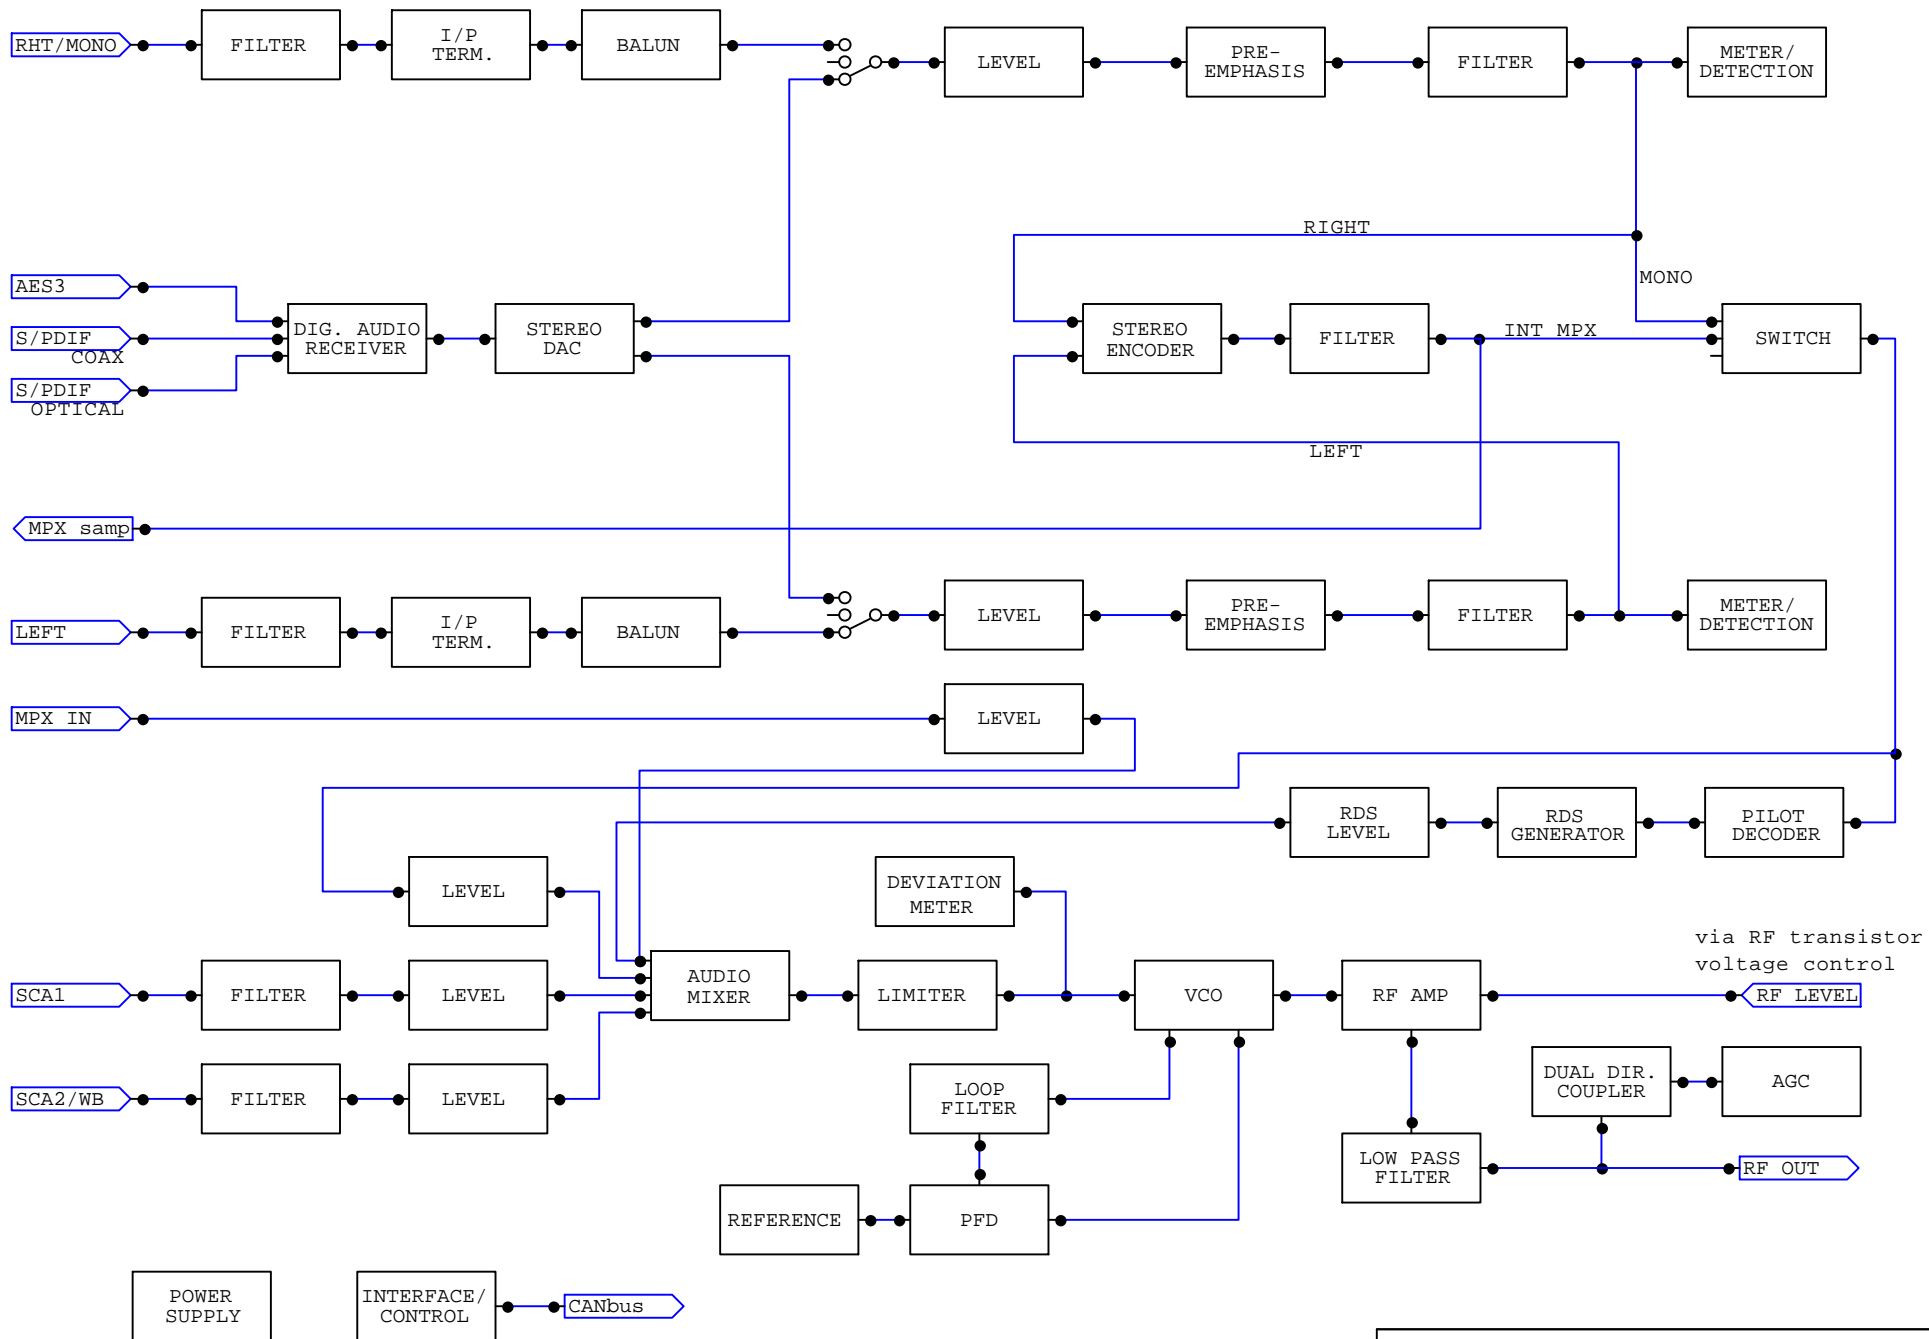 RHT/MONO
FILTER
I/P
TERM.
BALUN
LEVEL
PRE-
EMPHASIS
FILTER
METER/
DETECTION
RIGHT
MONO
AES3
S/PDIF
COAX
S/PDIF
OPTICAL
DIG. AUDIO
RECEIVER
STEREO
DAC
STEREO
ENCODER
FILTER
INT MPX
SWITCH
LEFT
MPX samp
LEFT
FILTER
I/P
TERM.
BALUN
LEVEL
PRE-
EMPHASIS
FILTER
METER/
DETECTION
MPX IN
LEVEL
RDS
LEVEL
RDS
GENERATOR
PILOT
DECODER
LEVEL
DEVIATION
METER
via RF transistor
voltage control
SCA1
FILTER
LEVEL
AUDIO
MIXER
LIMITER
VCO
RF AMP
RF LEVEL
SCA2/WB
FILTER
LEVEL
LOOP
FILTER
DUAL DIR.
COUPLER
AGC
LOW PASS
FILTER
RF OUT
REFERENCE
PFD
POWER
SUPPLY
INTERFACE/
CONTROL
CANbus